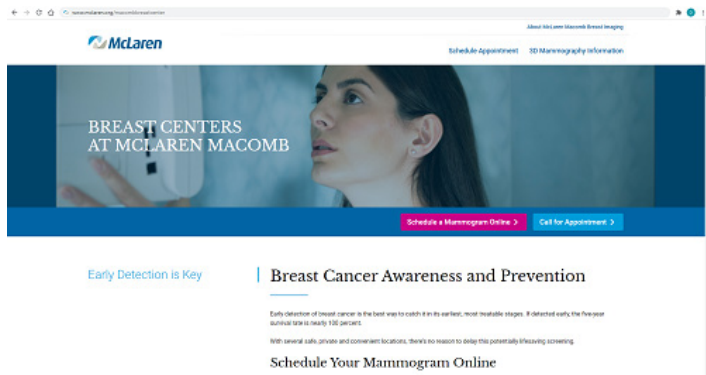 www.mclaren.org/macombbreastcenter
About McLaren Macomb Breast Imaging
McLaren
Schedule Appointment 3D Mammography Information
BREAST CENTERS
AT MCLAREN MACOMB
Schedule a Mammogram Online >
Call for Appointment >
Early Detection is Key
Breast Cancer Awareness and Prevention
Early detection of breast cancer is the best way to catch it in its earliest, most treatable stages. If detected early, the five-year
survival rate is nearly 100 percent.
With several safe, private and convenient locations, there's no reason to delay this potentially lifesaving screening.
Schedule Your Mammogram Online